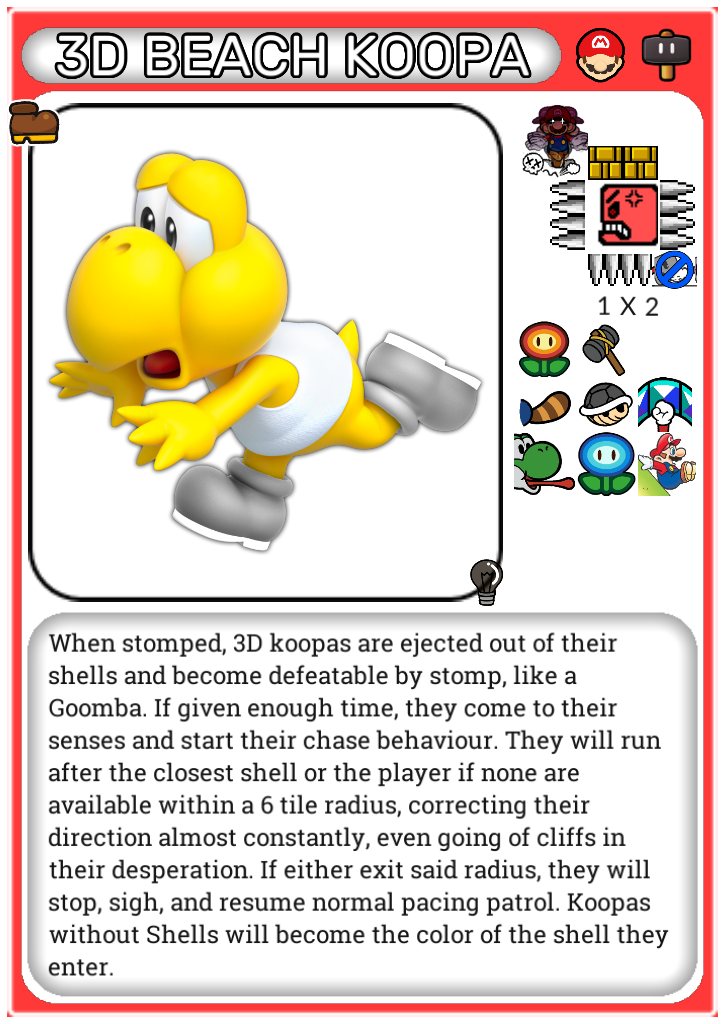 3D BEACH KOOPA
1 X 2
When stomped, 3D koopas are ejected out of their
shells and become defeatable by stomp, like a
Goomba. If given enough time, they come to their
senses and start their chase behaviour. They will run
after the closest shell or the player if none are
available within a 6 tile radius, correcting their
direction almost constantly, even going of cliffs in
their desperation. If either exit said radius, they will
stop, sigh, and resume normal pacing patrol. Koopas
without Shells will become the color of the shell they
enter.